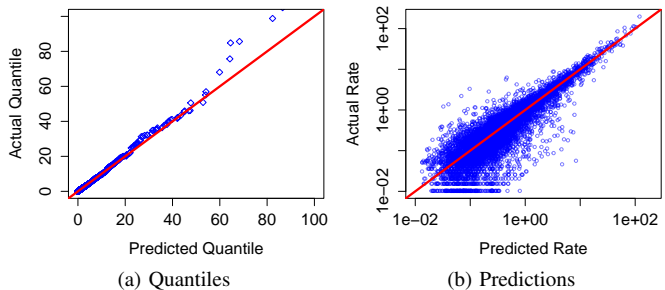 Actual Quantile
80
60
40
20
0
0 20 40 60 80 100
Predicted Quantile
(a) Quantiles
Actual Rate
1e+02
1e+00
1e−02
1e−02 1e+00 1e+02
Predicted Rate
(b) Predictions